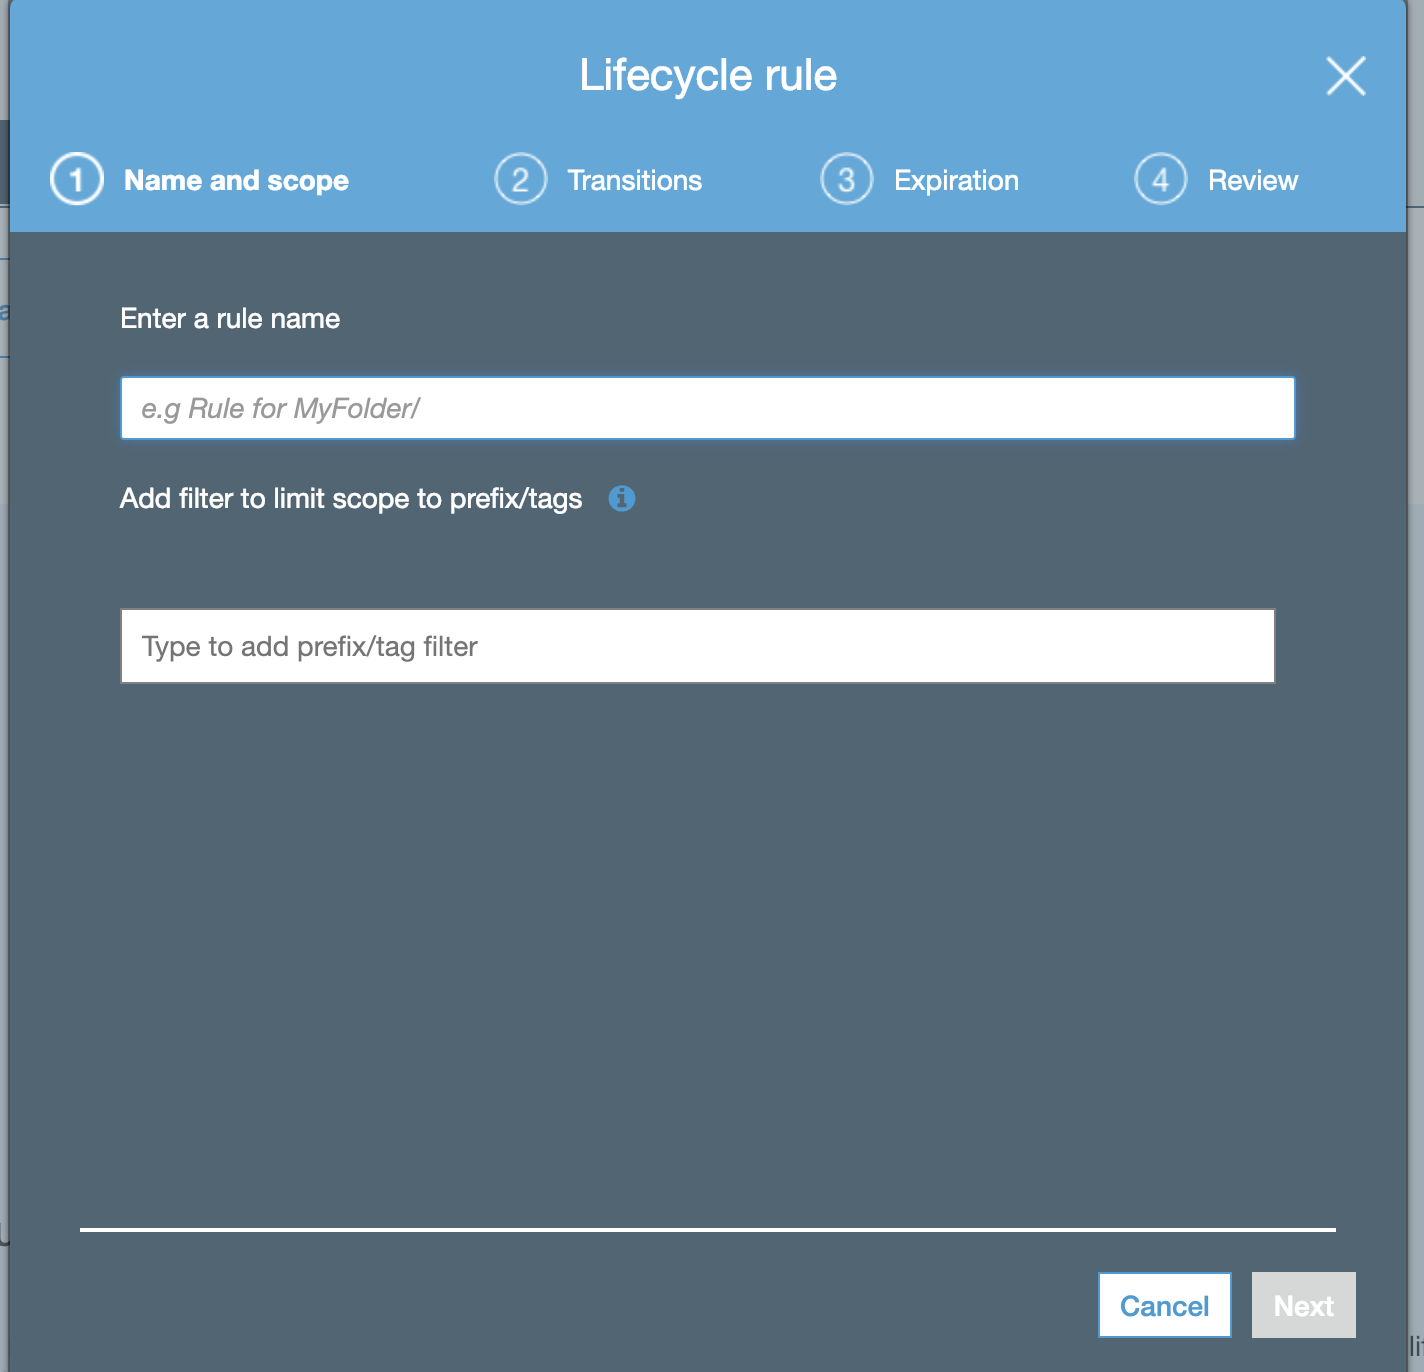 Lifecycle rule
1 Name and scope
2 Transitions
3 Expiration
4 Review
Enter a rule name
e.g Rule for MyFolder/
Add filter to limit scope to prefix/tags
Type to add prefix/tag filter
Cancel
Next